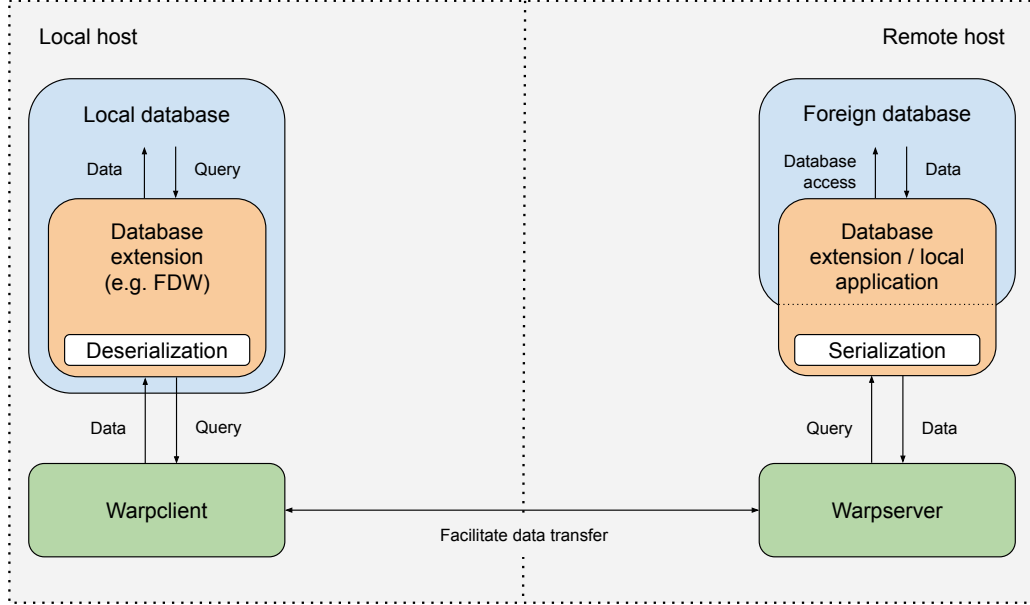 Local host
Remote host
Local database
Data
Query
Database
extension
(e.g. FDW)
Deserialization
Data
Query
Warpclient
Facilitate data transfer
Foreign database
Database
access
Data
Database
extension / local
application
Serialization
Query
Data
Warpserver